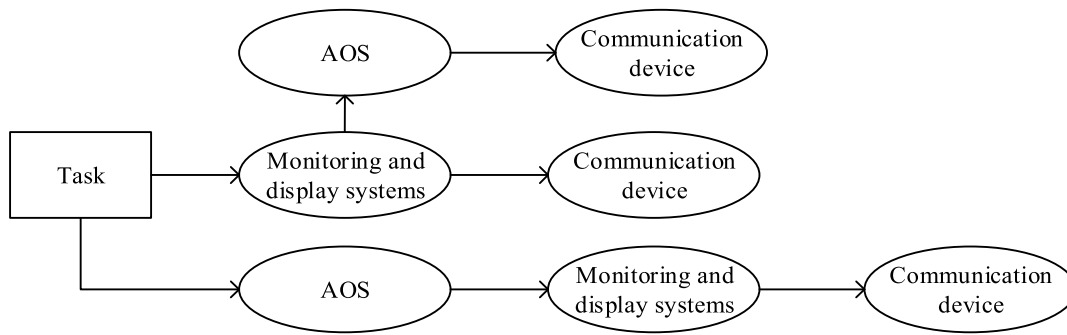 AOS
Communication
device
Task
Monitoring and
display systems
Communication
device
AOS
Monitoring and
display systems
Communication
device